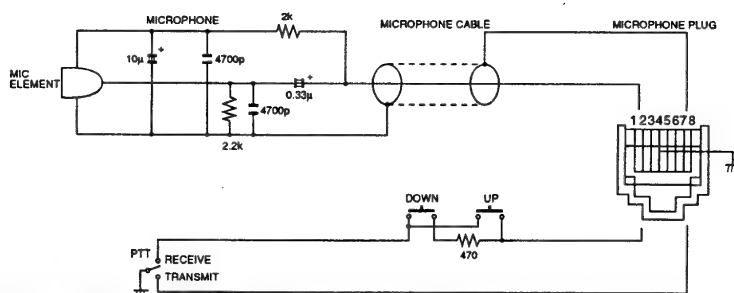 MICROPHONE
2k
MICROPHONE CABLE
MICROPHONE PLUG
10µ
+
4700p
MIC
ELEMENT
+
0.33µ
4700p
2.2k
12345678
DOWN
UP
470
PTT
RECEIVE
TRANSMIT